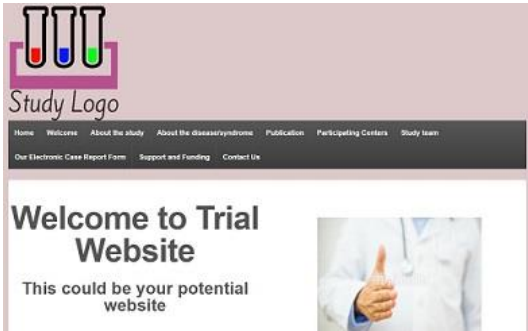 Study Logo
Home Welcome About the study About the disease/syndrome Publication Participating Centers Study team
Our Electronic Case Report Form Support and Funding Contact Us
Welcome to Trial
Website
This could be your potential
website